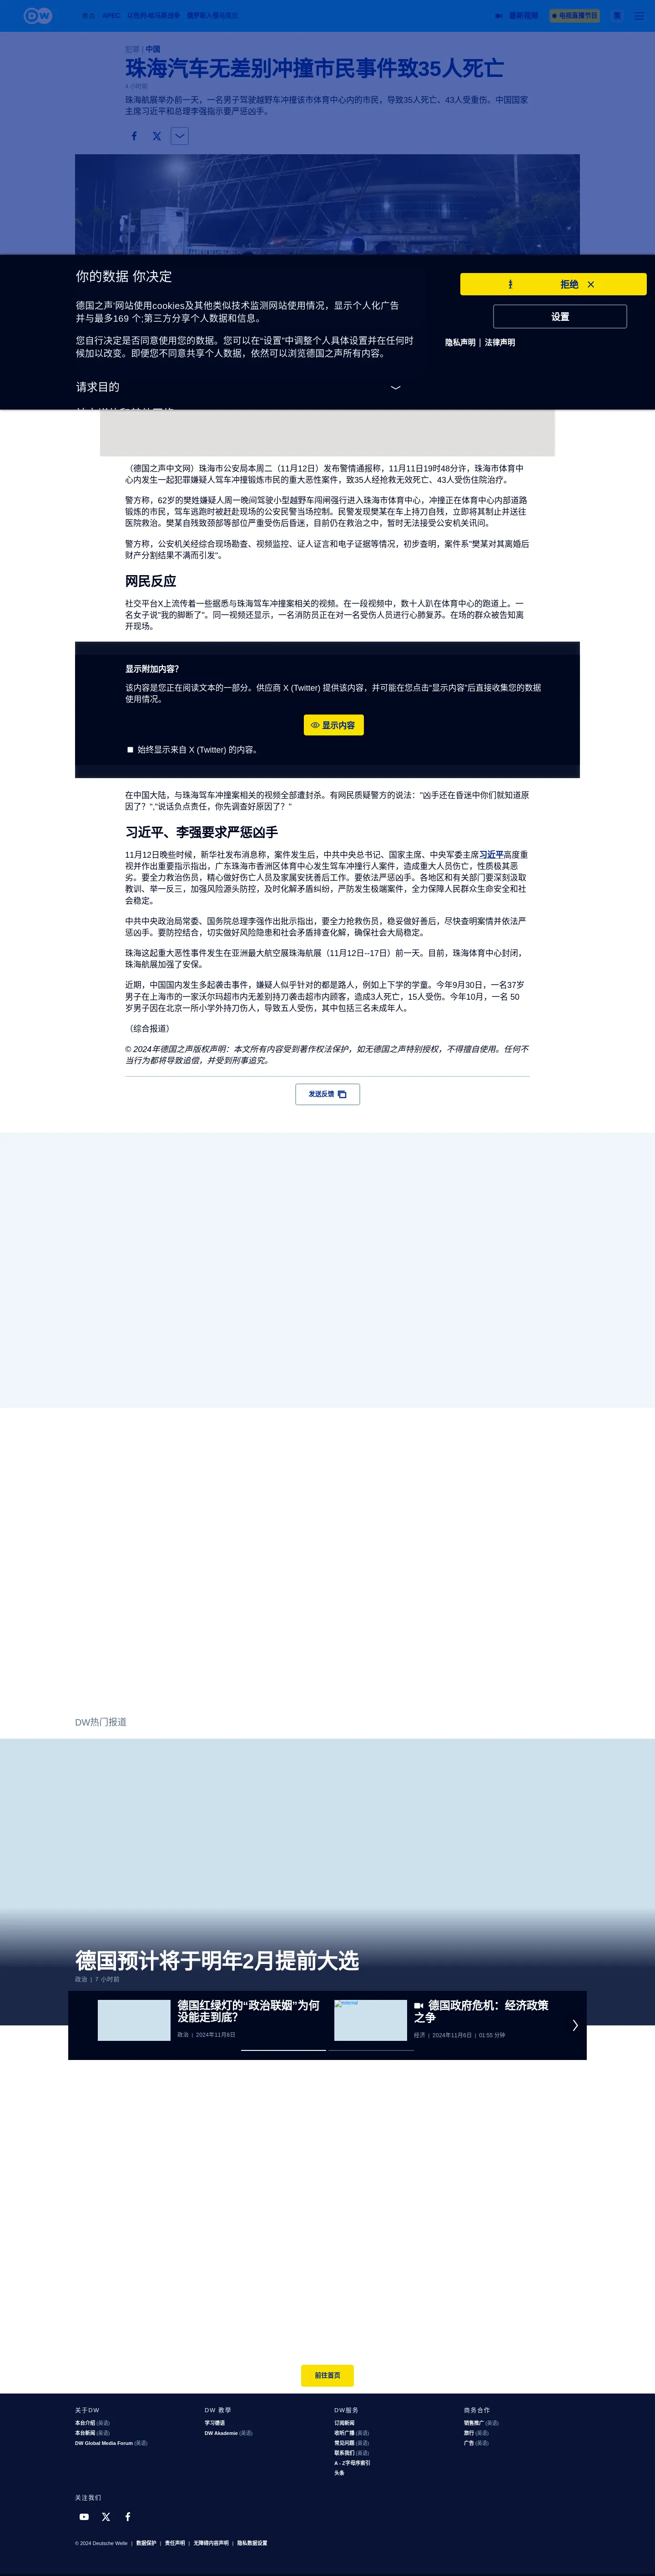 DW
热点
APEC
以色列-哈马斯战争
俄罗斯入侵乌克兰
最新视频
电视直播节目
犯罪 | 中国
珠海汽车无差别冲撞市民事件致35人死亡
4 小时前
珠海航展举办前一天，一名男子驾驶越野车冲撞该市体育中心内的市民，导致35人死亡、43人受重伤。中国国家
主席习近平和总理李强指示要严惩凶手。
你的数据 你决定
德国之声'网站使用cookies及其他类似技术监测网站使用情况，显示个人化广告
并与最多169 个;第三方分享个人数据和信息。
您自行决定是否同意使用您的数据。您可以在“设置”中调整个人具体设置并在任何时
候加以改变。即便您不同意共享个人数据，依然可以浏览德国之声所有内容。
请求目的
拒绝
设置
隐私声明 | 法律声明
（德国之声中文网）珠海市公安局本周二（11月12日）发布警情通报称，11月11日19时48分许，珠海市体育中
心内发生一起犯罪嫌疑人驾车冲撞锻炼市民的重大恶性案件，致35人经抢救无效死亡、43人受伤住院治疗。
警方称，62岁的樊姓嫌疑人周一晚间驾驶小型越野车闯闸强行进入珠海市体育中心，冲撞正在体育中心内部道路
锻炼的市民，驾车逃跑时被赶赴现场的公安民警当场控制。民警发现樊某在车上持刀自残，立即将其制止并送往
医院救治。樊某自残致颈部等部位严重受伤后昏迷，目前仍在救治之中，暂时无法接受公安机关讯问。
警方称，公安机关经综合现场勘查、视频监控、证人证言和电子证据等情况，初步查明，案件系"樊某对其离婚后
财产分割结果不满而引发"。
网民反应
社交平台X上流传着一些据悉与珠海驾车冲撞案相关的视频。在一段视频中，数十人趴在体育中心的跑道上。一
名女子说"我的脚断了"。同一视频还显示，一名消防员正在对一名受伤人员进行心肺复苏。在场的群众被告知离
开现场。
显示附加内容?
该内容是您正在阅读文本的一部分。供应商 X (Twitter) 提供该内容，并可能在您点击“显示内容”后直接收集您的数据
使用情况。
显示内容
始终显示来自 X (Twitter) 的内容。
在中国大陆，与珠海驾车冲撞案相关的视频全部遭封杀。有网民质疑警方的说法："凶手还在昏迷中你们就知道原
因了？","说话负点责任，你先调查好原因了？"
习近平、李强要求严惩凶手
11月12日晚些时候，新华社发布消息称，案件发生后，中共中央总书记、国家主席、中央军委主席习近平高度重
视并作出重要指示指出，广东珠海市香洲区体育中心发生驾车冲撞行人案件，造成重大人员伤亡，性质极其恶
劣。要全力救治伤员，精心做好伤亡人员及家属安抚善后工作。要依法严惩凶手。各地区和有关部门要深刻汲取
教训、举一反三，加强风险源头防控，及时化解矛盾纠纷，严防发生极端案件，全力保障人民群众生命安全和社
会稳定。
中共中央政治局常委、国务院总理李强作出批示指出，要全力抢救伤员，稳妥做好善后，尽快查明案情并依法严
惩凶手。要防控结合，切实做好风险隐患和社会矛盾排查化解，确保社会大局稳定。
珠海这起重大恶性事件发生在亚洲最大航空展珠海航展（11月12日--17日）前一天。目前，珠海体育中心封闭，
珠海航展加强了安保。
近期，中国国内发生多起袭击事件，嫌疑人似乎针对的都是路人，例如上下学的学童。今年9月30日，一名37岁
男子在上海市的一家沃尔玛超市内无差别持刀袭击超市内顾客，造成3人死亡，15人受伤。今年10月，一名 50
岁男子因在北京一所小学外持刀伤人，导致五人受伤，其中包括三名未成年人。
（综合报道）
© 2024年德国之声版权声明：本文所有内容受到著作权法保护，如无德国之声特别授权，不得擅自使用。任何不
当行为都将导致追偿，并受到刑事追究。
发送反馈
DW热门报道
德国预计将于明年2月提前大选
政治 | 7 小时前
德国红绿灯的“政治联姻”为何
没能走到底？
政治 | 2024年11月6日
德国政府危机：经济政策
之争
经济 | 2024年11月6日 | 01:55 分钟
前往首页
关于DW
本台介绍 (英语)
本台新闻 (英语)
DW Global Media Forum (英语)
DW 教學
学习德语
DW Akademie (英语)
DW服务
订阅新闻
收听广播 (英语)
常见问题 (英语)
联系我们 (英语)
A - Z字母序索引
头条
商务合作
销售推广 (英语)
旅行 (英语)
广告 (英语)
关注我们
© 2024 Deutsche Welle | 数据保护 | 责任声明 | 无障碍内容声明 | 隐私数据设置